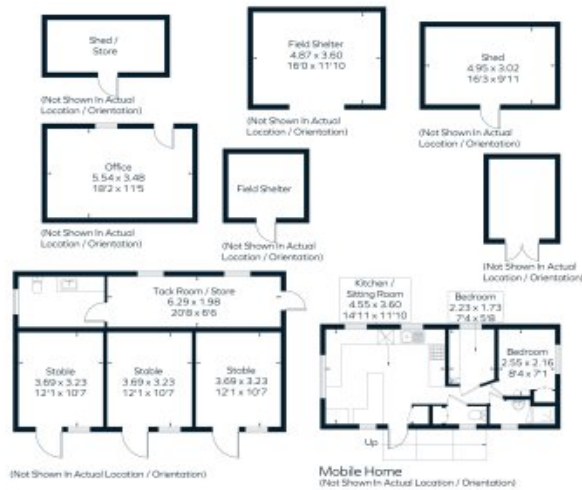 Shed /
Store
(Not Shown In Actual
Location / Orientation)
Field Shelter
4.87 x 3.60
16'0 x 11'10
(Not Shown In Actual
Location / Orientation)
Shed
4.95 x 3.02
16'3 x 9'11
(Not Shown In Actual
Location / Orientation)
Office
5.54 x 3.48
18'2 x 11'5
(Not Shown In Actual
Location / Orientation)
Field Shelter
(Not Shown In Actual
Location / Orientation)
(Not Shown In Actual
Location / Orientation)
Tack Room / Store
6.29 x 1.98
20'8 x 6'6
Stable
3.69 x 3.23
12'1 x 10'7
Stable
3.69 x 3.23
12'1 x 10'7
Stable
3.69 x 3.23
12'1 x 10'7
(Not Shown In Actual Location / Orientation)
Kitchen /
Sitting Room
4.55 x 3.60
14'11 x 11'10
Bedroom
2.23 x 1.73
7'4 x 5'8
Bedroom
2.55 x 2.16
8'4 x 7'1
Up
Mobile Home
(Not Shown In Actual Location / Orientation)